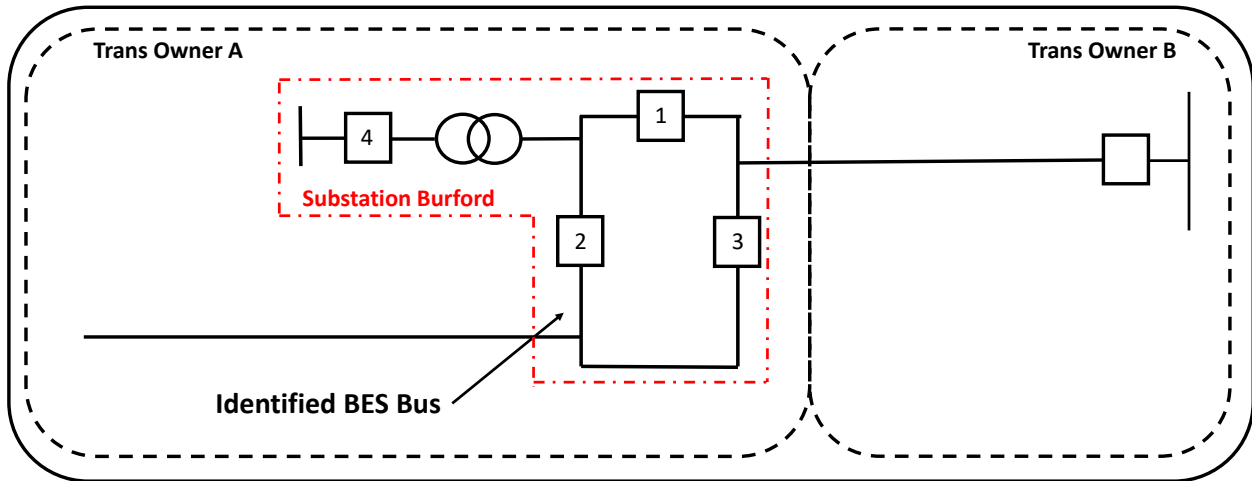 Trans Owner A
Trans Owner B
1
4
Substation Burford
2
3
Identified BES Bus